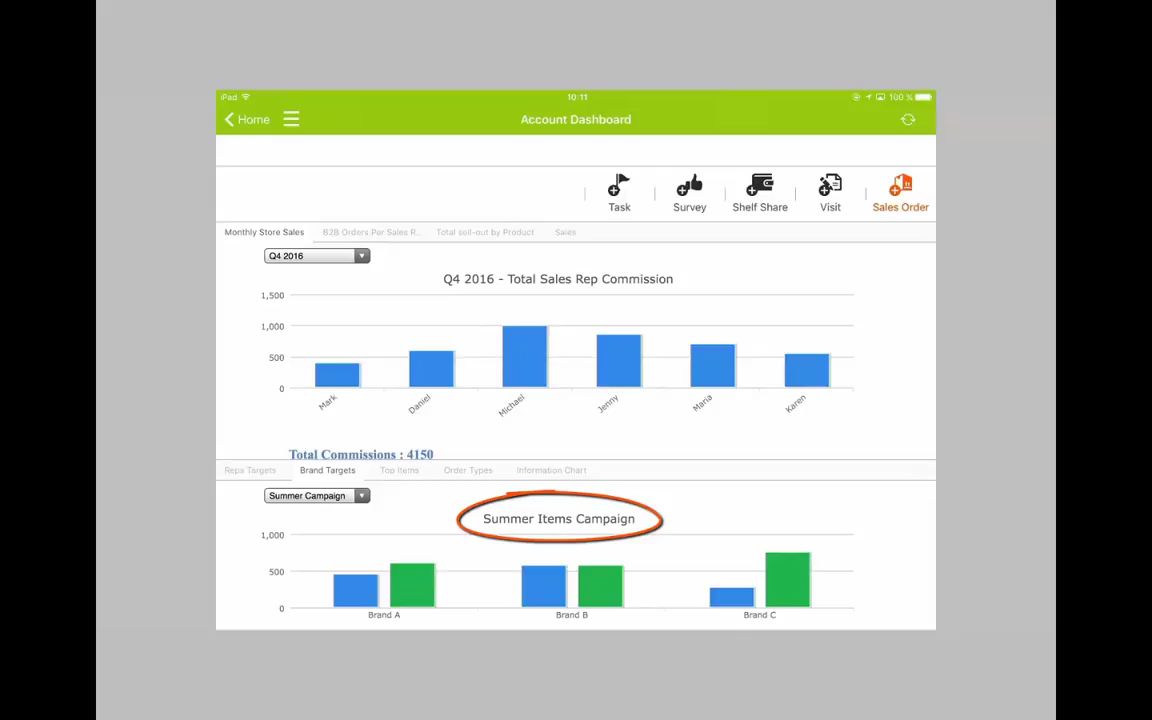 iPad 10:11 100 %
Home Account Dashboard
Task Survey Shelf Share Visit Sales Order
Monthly Store Sales B2B Orders Per Sales R... Total sell-out by Product Sales
Q4 2016
Q4 2016 - Total Sales Rep Commission
1,500
1,000
500
0
Mark Daniel Michael Jenny Maria Karen
Total Commissions : 4150
Reps Targets Brand Targets Top Items Order Types Information Chart
Summer Campaign
Summer Items Campaign
1,000
500
0
Brand A Brand B Brand C